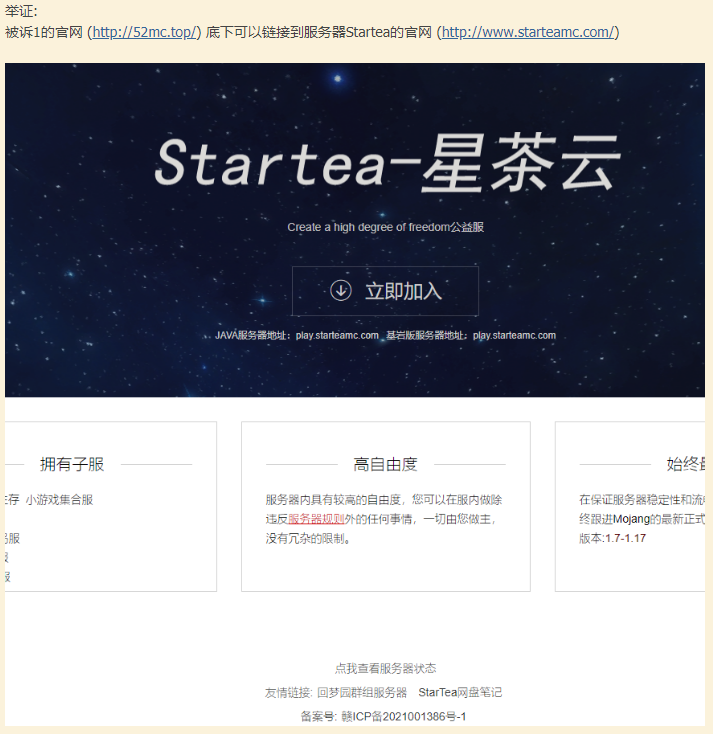 举证:
被诉1的官网 (http://52mc.top/) 底下可以链接到服务器Startea的官网 (http://www.starteamc.com/)
Startea-星茶云
Create a high degree of freedom公益服
立即加入
JAVA服务器地址：play.starteamc.com 基岩版服务器地址：play.starteamc.com
拥有子服
生存 小游戏集合服
岛服
服
服
高自由度
服务器内具有较高的自由度，您可以在服内做除
违反服务器规则外的任何事情，一切由您做主，
没有冗杂的限制。
始终最
在保证服务器稳定性和流畅
终跟进Mojang的最新正式
版本:1.7-1.17
点我查看服务器状态
友情链接: 回梦园群组服务器 StarTea网盘笔记
备案号: 赣ICP备2021001386号-1